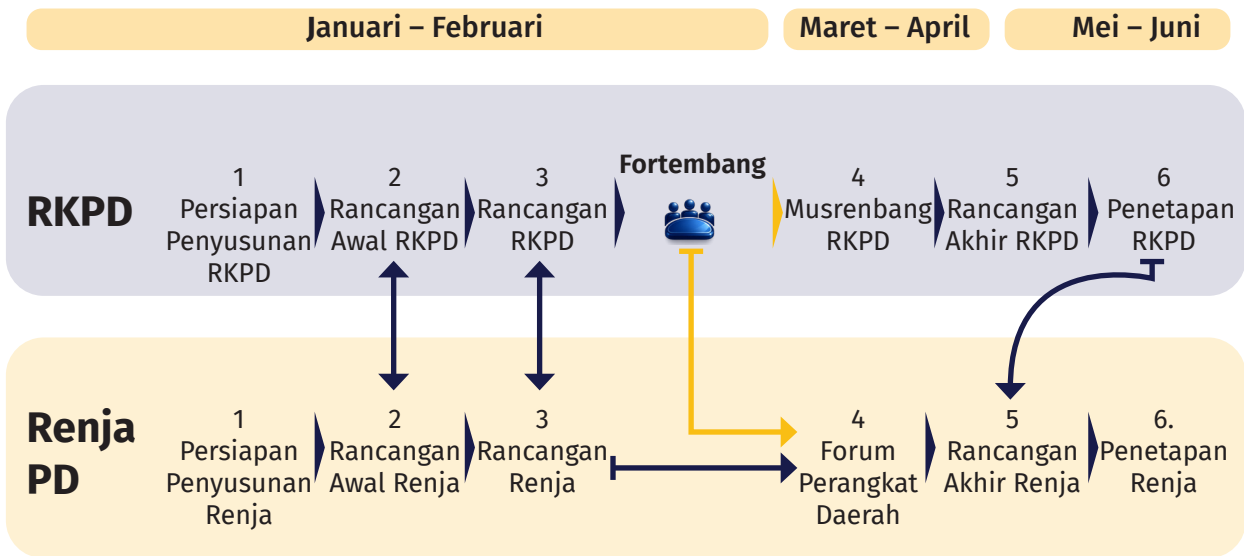 Januari – Februari
Maret – April
Mei – Juni
RKPD
1
Persiapan
Penyusunan
RKPD
2
Rancangan
Awal RKPD
3
Rancangan
RKPD
Fortembang
4
Musrenbang
RKPD
5
Rancangan
Akhir RKPD
6
Penetapan
RKPD
Renja
PD
1
Persiapan
Penyusunan
Renja
2
Rancangan
Awal Renja
3
Rancangan
Renja
4
Forum
Perangkat
Daerah
5
Rancangan
Akhir Renja
6.
Penetapan
Renja